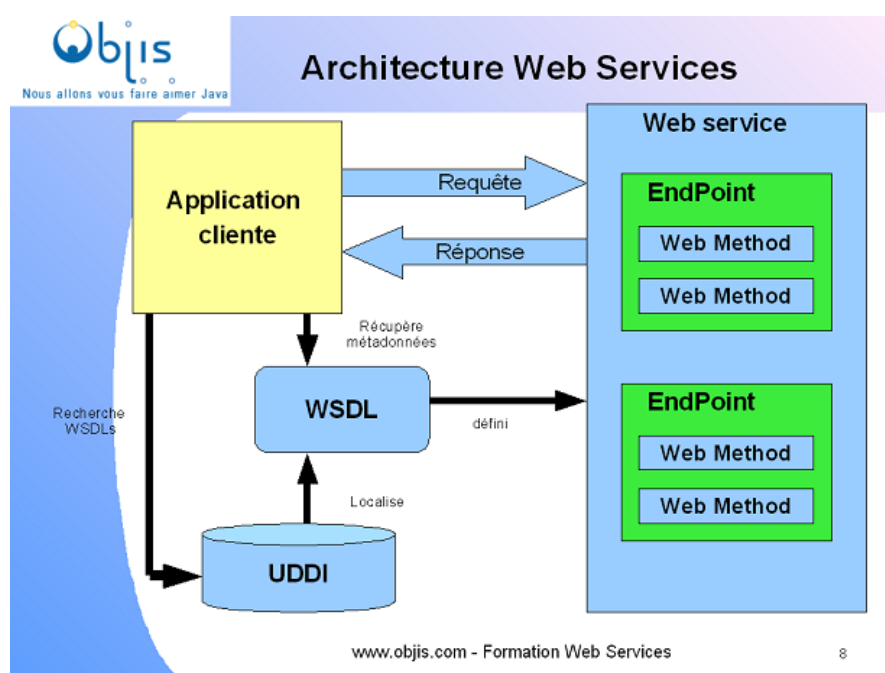 Objis
Nous allons vous faire aimer Java
Architecture Web Services
Web service
Application
cliente
Requête
Réponse
EndPoint
Web Method
Web Method
Récupère
métadonnées
WSDL
défini
Recherche
WSDLs
Localise
UDDI
EndPoint
Web Method
Web Method
www.objis.com - Formation Web Services
8